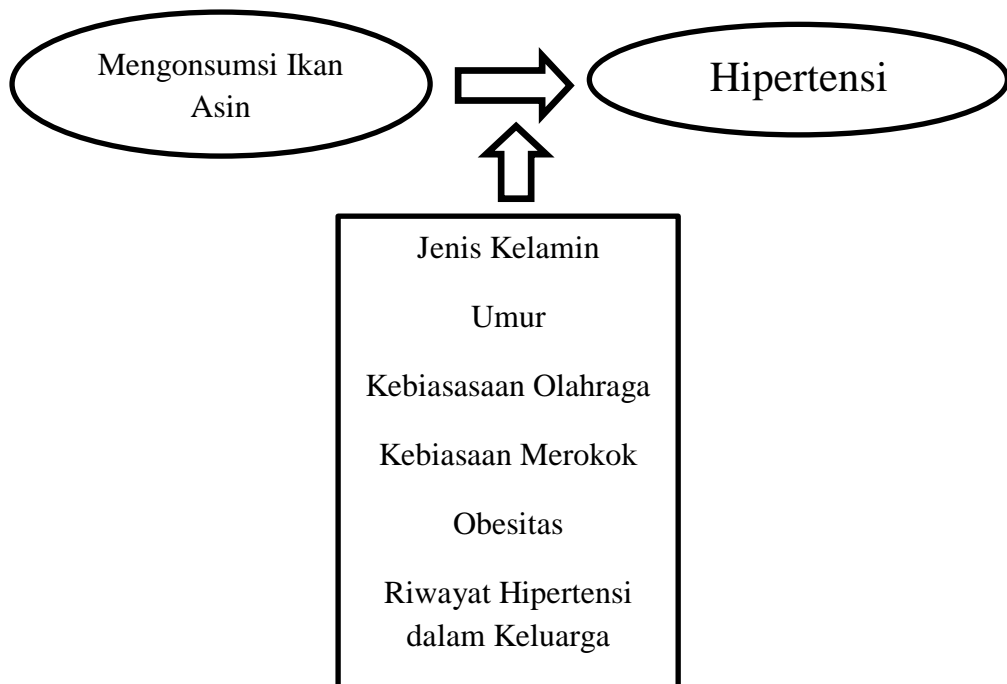 Mengonsumsi Ikan
Asin
Hipertensi
Jenis Kelamin
Umur
Kebiasasaan Olahraga
Kebiasaan Merokok
Obesitas
Riwayat Hipertensi
dalam Keluarga